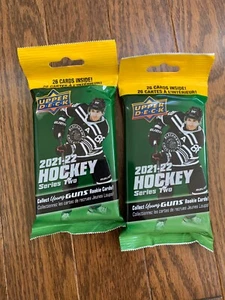 26 CARDS INSIDE!
26 CARTES À L'INTÉRIEUR!
UPPER DECK
2021-22
HOCKEY
Series Two
Collect Young GUNS Rookie Cards!
Collectionnez les cartes de recrues Jeunes Loups!
26 CARDS INSIDE!
26 CARTES À L'INTÉRIEUR!
UPPER DECK
2021-22
HOCKEY
Series Two
Collect Young GUNS Rookie Cards!
Collectionnez les cartes de recrues Jeunes Loups!